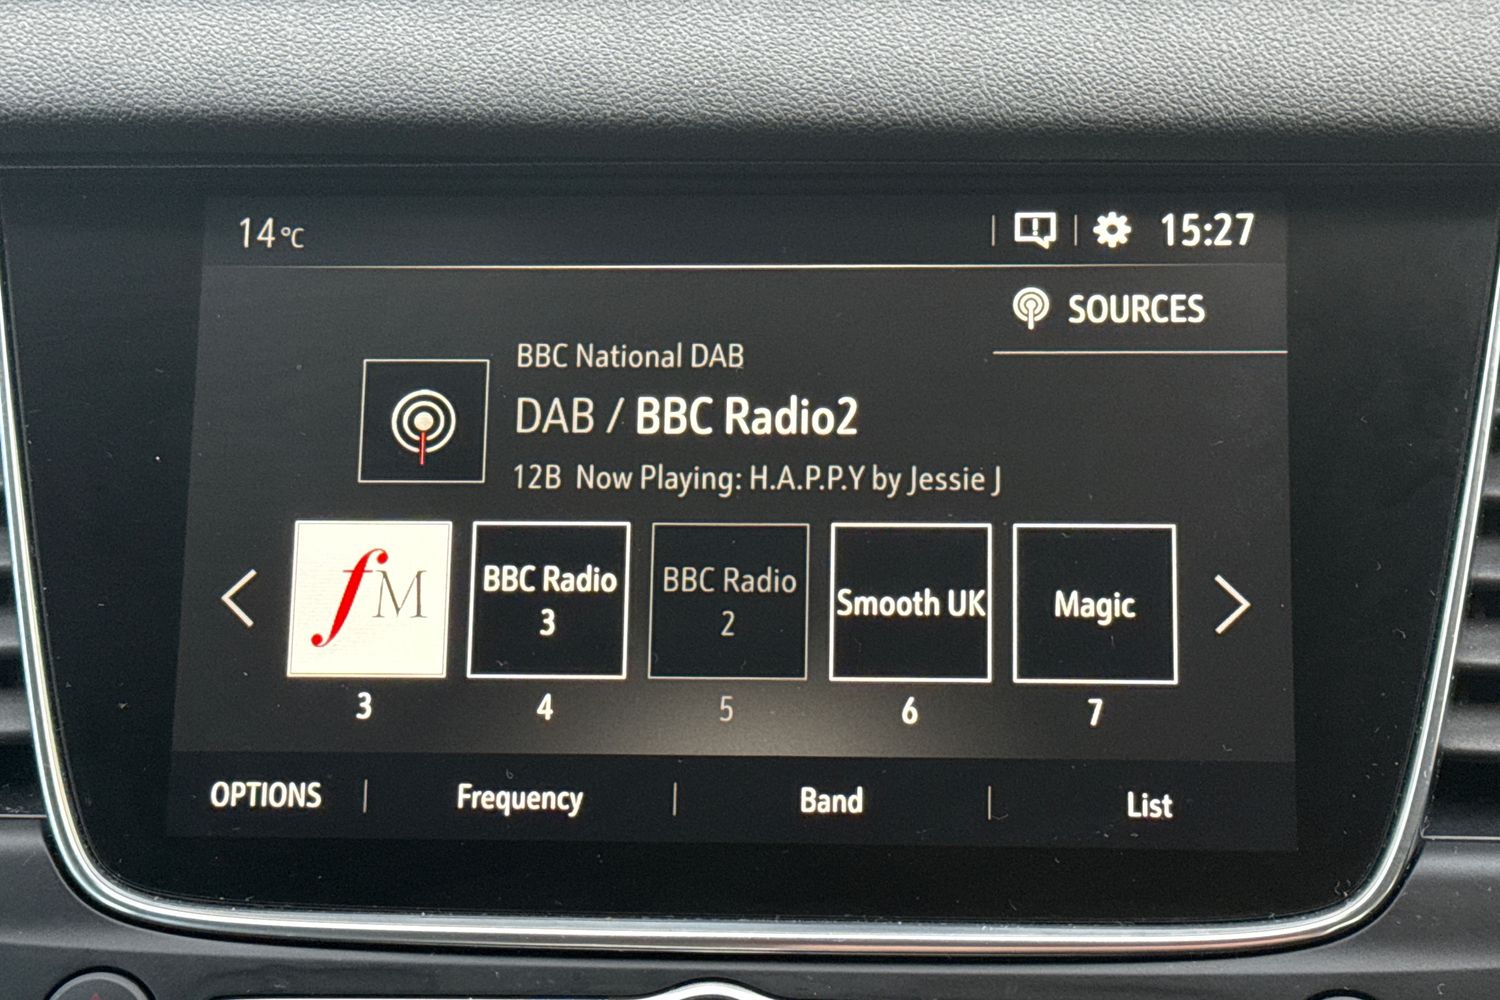 14°C
15:27
SOURCES
BBC National DAB
DAB / BBC Radio2
12B Now Playing: H.A.P.P.Y by Jessie J
fM
BBC Radio
3
BBC Radio
2
Smooth UK
Magic
3
4
5
6
7
OPTIONS
Frequency
Band
List